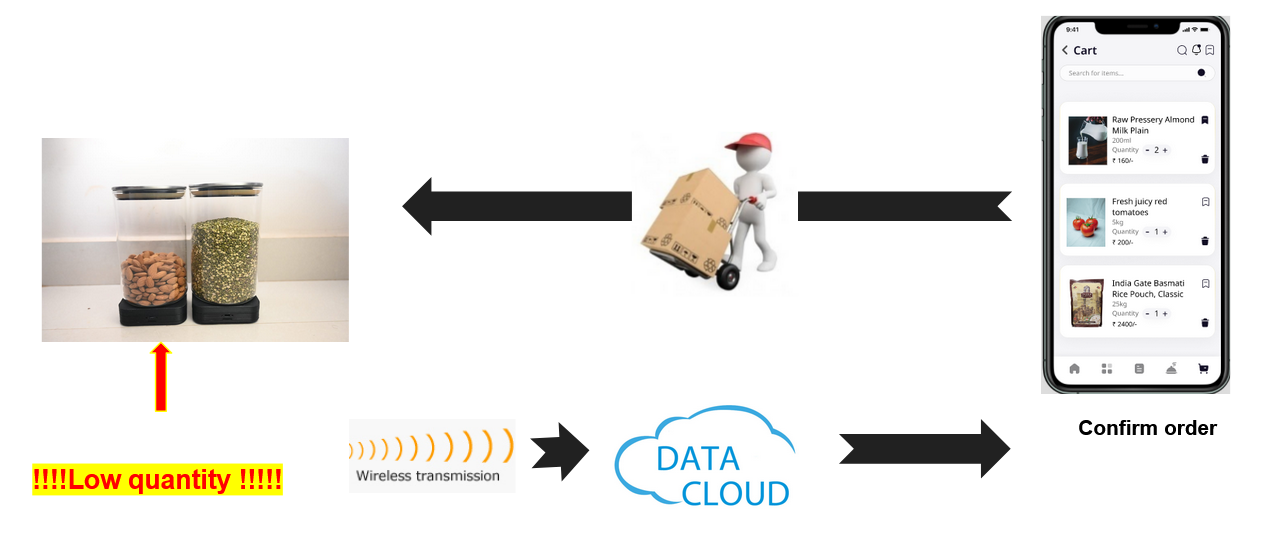 9:41
Cart
Search for items...
Raw Pressery Almond
Milk Plain
200ml
Quantity - 2 +
₹ 160/-
Fresh juicy red
tomatoes
5kg
Quantity - 1 +
₹ 200/-
India Gate Basmati
Rice Pouch, Classic
25kg
Quantity - 1 +
₹ 2400/-
Confirm order
!!!!Low quantity !!!!!
Wireless transmission
DATA
CLOUD